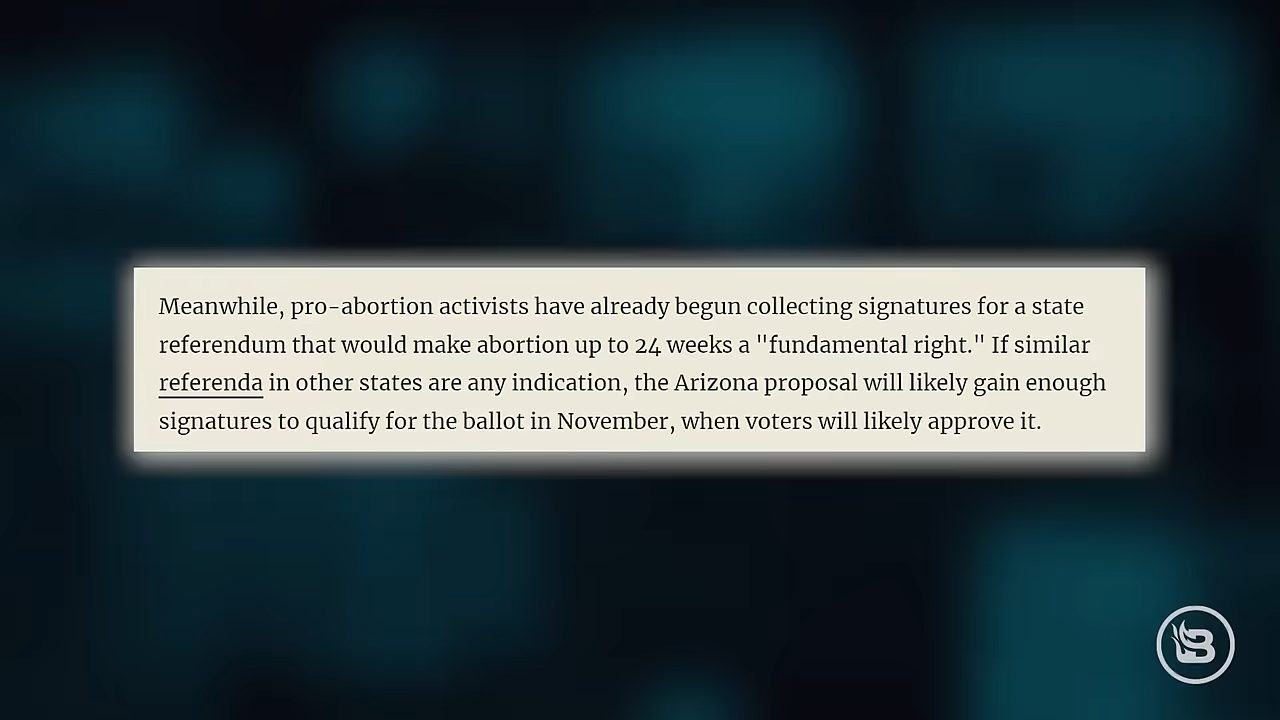 Meanwhile, pro-abortion activists have already begun collecting signatures for a state
referendum that would make abortion up to 24 weeks a "fundamental right." If similar
referenda in other states are any indication, the Arizona proposal will likely gain enough
signatures to qualify for the ballot in November, when voters will likely approve it.
B